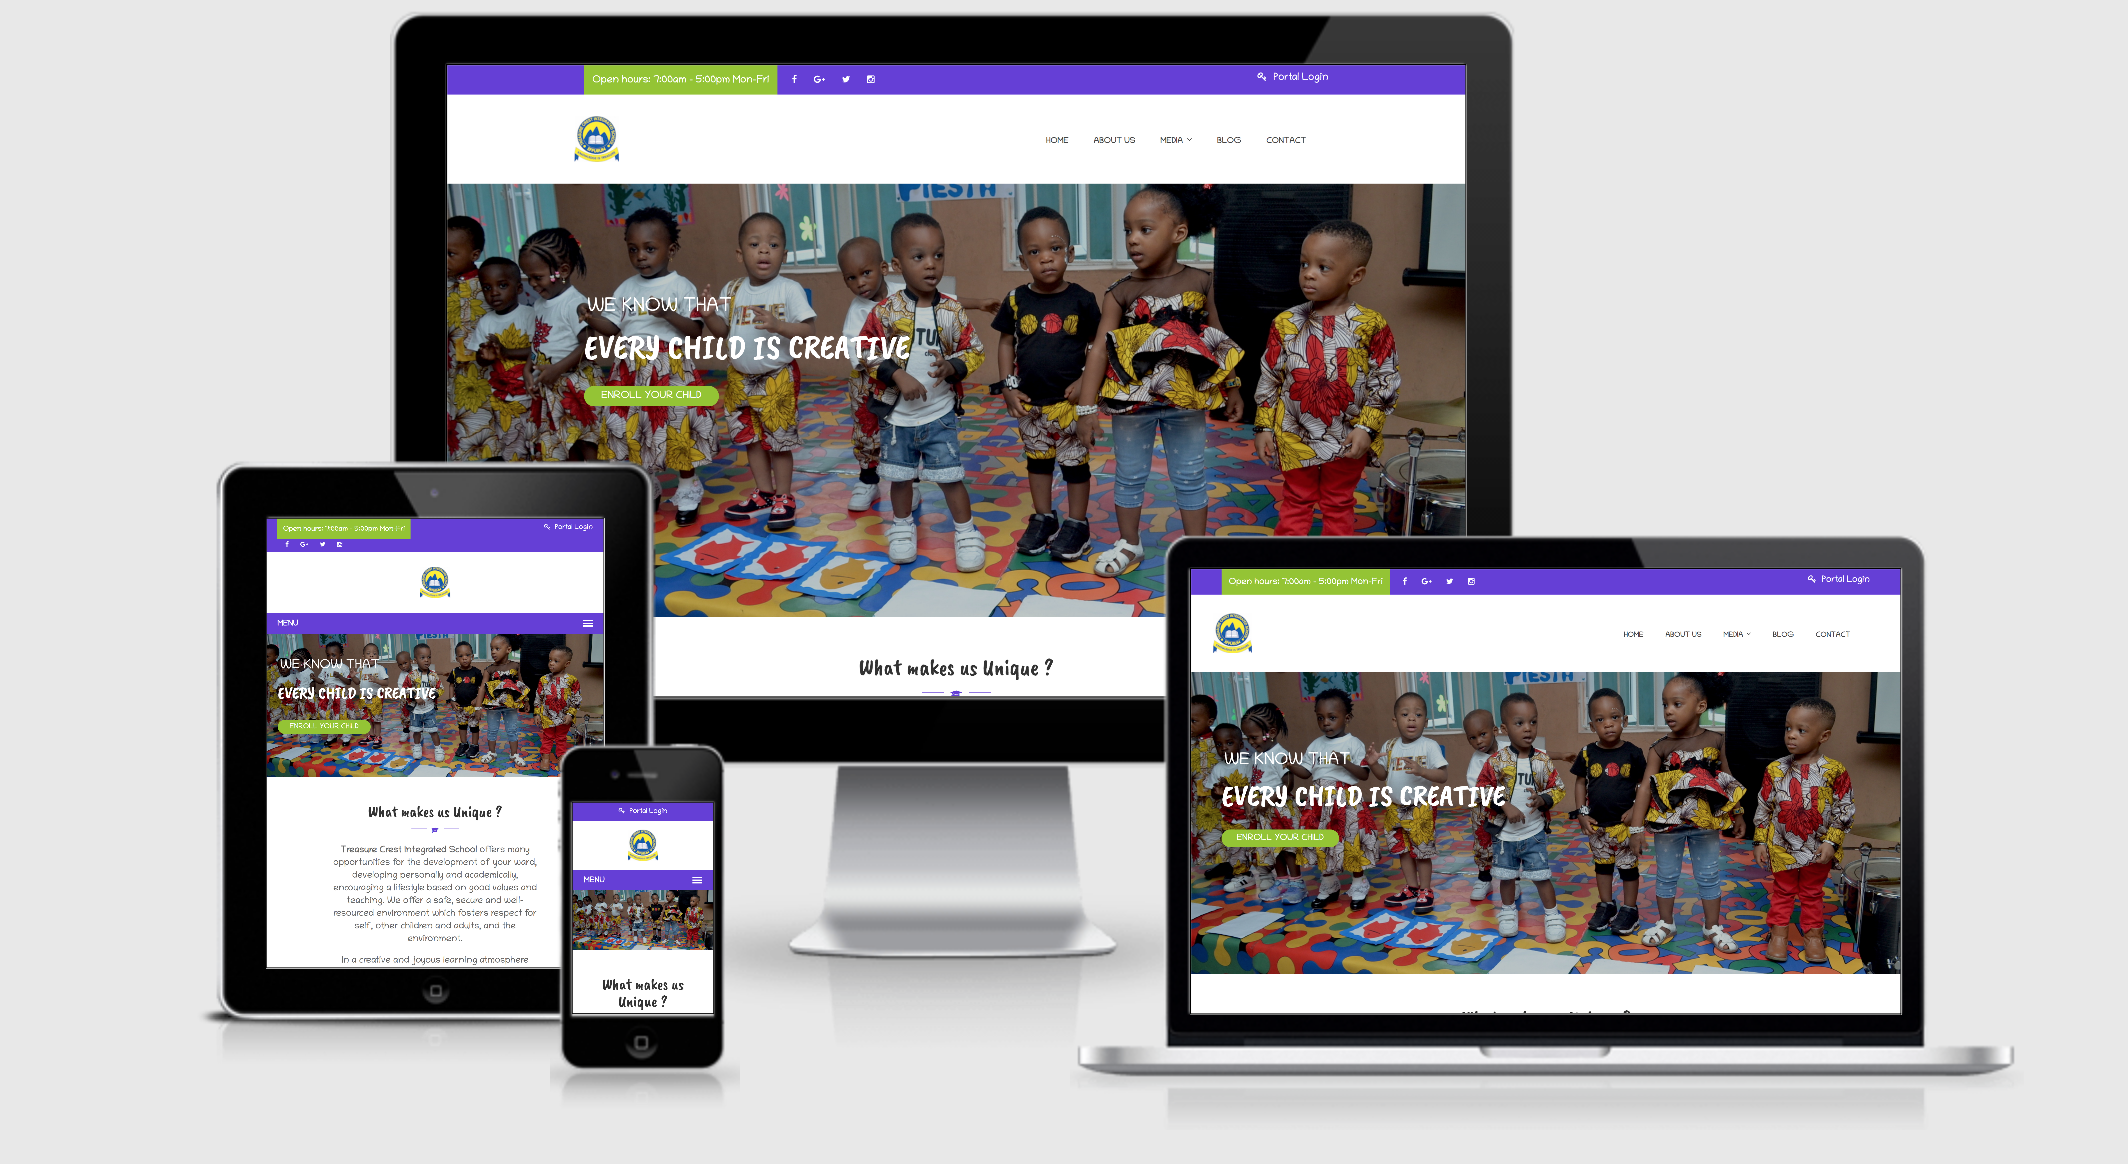 Open hours: 7:00am - 5:00pm Mon-Fri
Portal Login
HOME ABOUT US MEDIA BLOG CONTACT
PIESTA
WE KNOW THAT
EVERY CHILD IS CREATIVE
ENROLL YOUR CHILD
What makes us Unique ?
Open hours: 7:00am - 5:00pm Mon-Fri
Portal Login
MENU
WE KNOW THAT
EVERY CHILD IS CREATIVE
ENROLL YOUR CHILD
What makes us Unique ?
Treasure Crest Integrated School offers many
opportunities for the development of your ward,
developing personally and academically,
encouraging a lifestyle based on good values and
teaching. We offer a safe, secure and well-
resourced environment which fosters respect for
self, other children and adults, and the
environment.
In a creative and joyous learning atmosphere
Portal Login
MENU
What makes us
Unique ?
Open hours: 7:00am - 5:00pm Mon-Fri
Portal Login
HOME ABOUT US MEDIA BLOG CONTACT
WE KNOW THAT
EVERY CHILD IS CREATIVE
ENROLL YOUR CHILD